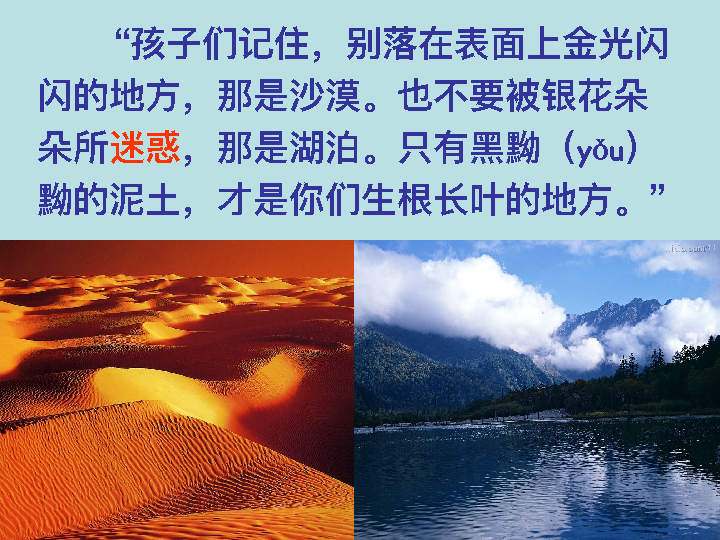 “孩子们记住，别落在表面上金光闪
闪的地方，那是沙漠。也不要被银花朵
朵所迷惑，那是湖泊。只有黑黝（yǒu）
黝的泥土，才是你们生根长叶的地方。”